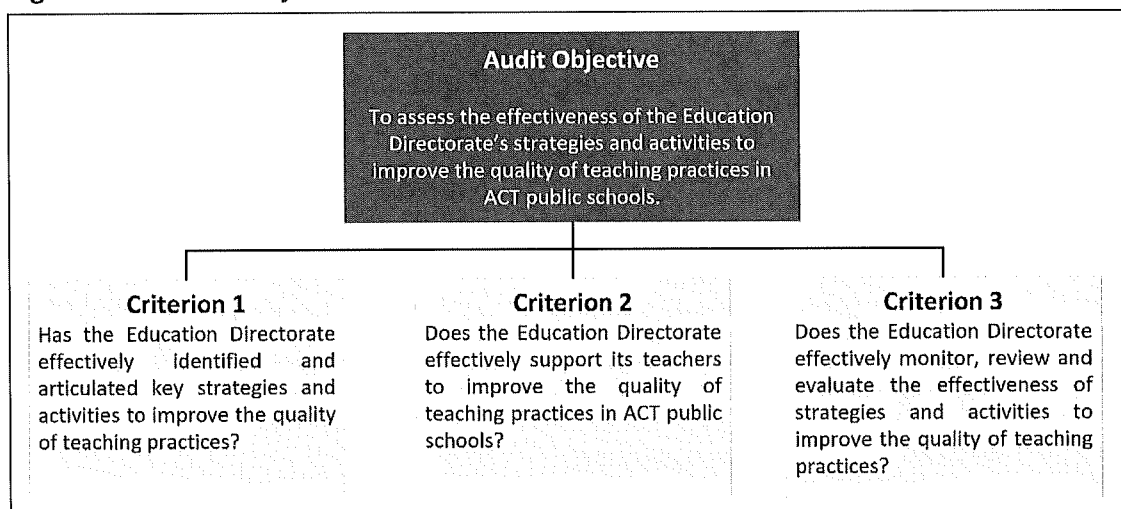 Audit Objective
To assess the effectiveness of the Education
Directorate's strategies and activities to
improve the quality of teaching practices in
ACT public schools.
Criterion 1
Has the Education Directorate
effectively identified and
articulated key strategies and
activities to improve the quality
of teaching practices?
Criterion 2
Does the Education Directorate
effectively support its teachers
to improve the quality of
teaching practices in ACT public
schools?
Criterion 3
Does the Education Directorate
effectively monitor, review and
evaluate the effectiveness of
strategies and activities to
improve the quality of teaching
practices?